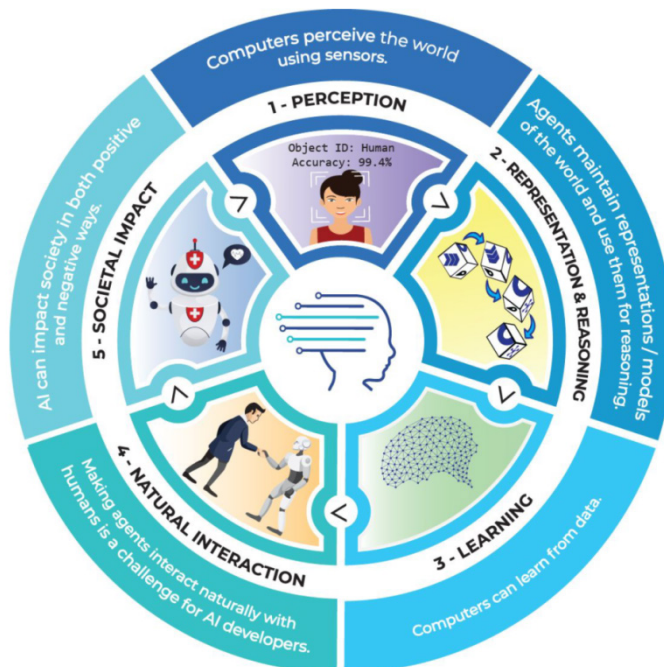 Computers perceive the world
using sensors.
1 - PERCEPTION
Object ID: Human
Accuracy: 99.4%
Agents maintain representations / models
of the world and use them for reasoning.
2 - REPRESENTATION & REASONING
Computers can learn from data.
3 - LEARNING
4 - NATURAL INTERACTION
Making agents interact naturally with
humans is a challenge for AI developers.
5 - SOCIETAL IMPACT
AI can impact society in both positive
and negative ways.